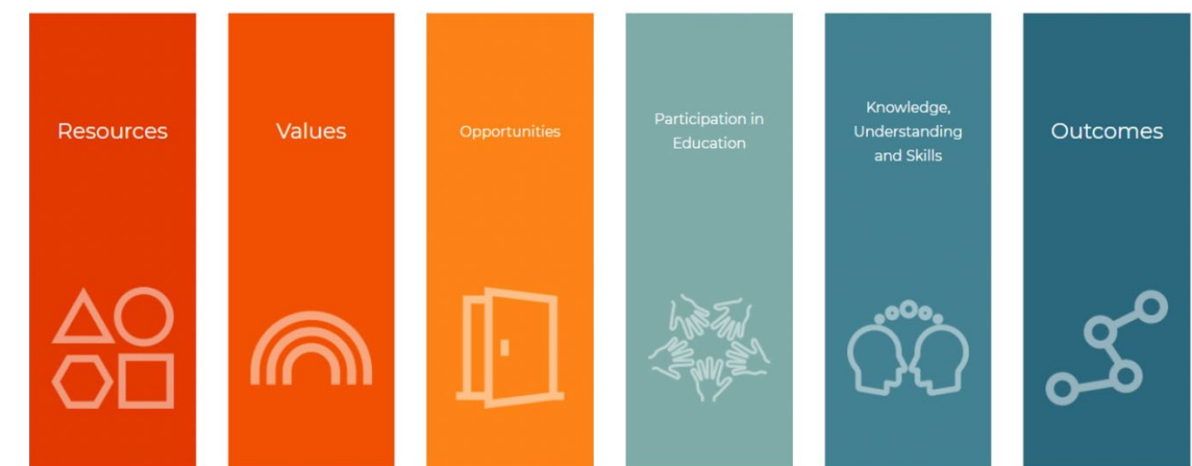 Resources
Values
Opportunities
Participation in
Education
Knowledge,
Understanding
and Skills
Outcomes